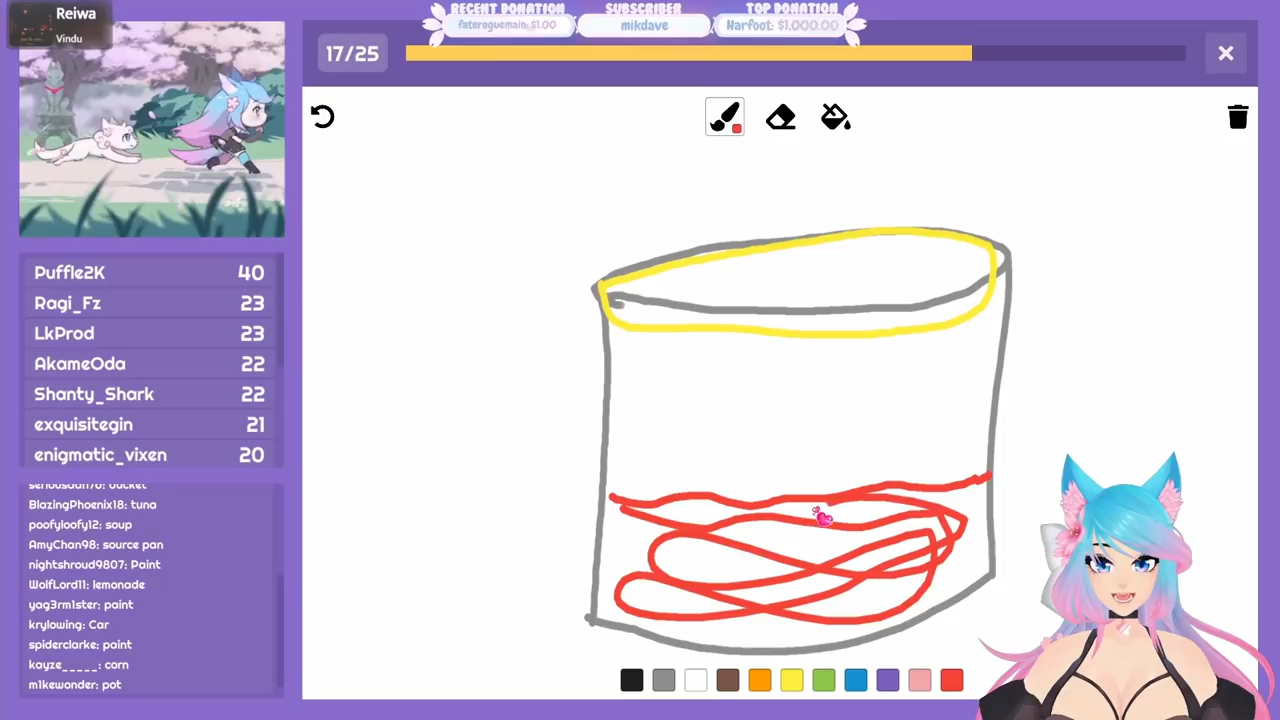 Reiwa
Vindu
RECENT DONATION
fateroguemain: $1.00
SUBSCRIBER
mikdave
TOP DONATION
Harfoot: $1,000.00
17/25
Puffle2K 40
Ragi_Fz 23
LkProd 23
AkameOda 22
Shanty_Shark 22
exquisitegin 21
enigmatic_vixen 20
BlazingPhoenix18: tuna
poofyloofy12: soup
AmyChan98: source pan
nightshroud9807: Paint
WolfLord11: lemonade
yag3rm1ster: paint
krylowing: Car
spiderclarke: paint
kayze_____: corn
m1kewonder: pot